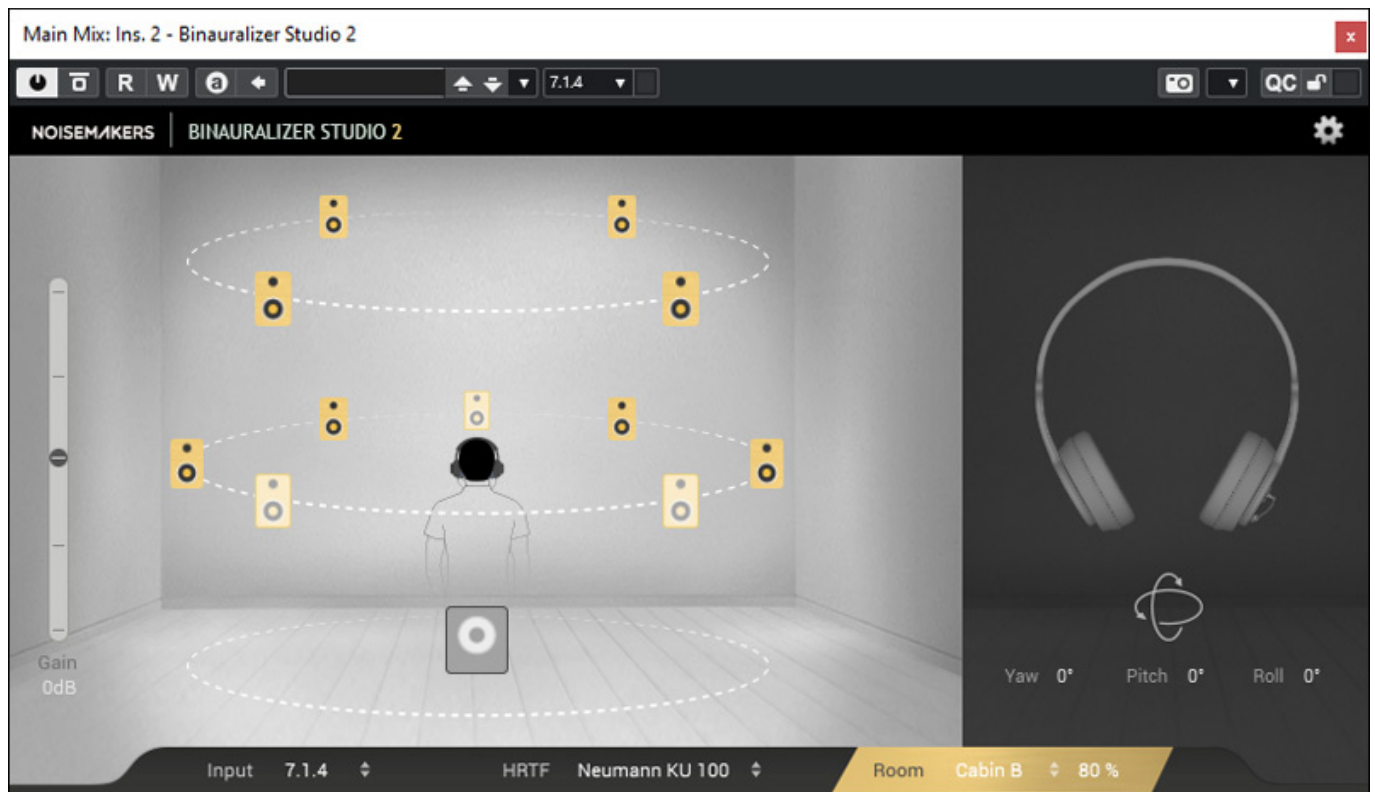 Main Mix: Ins. 2 - Binauralizer Studio 2 x
R W a 7.1.4 QC
NOISEMAKERS BINAURALIZER STUDIO 2
Gain
0dB
Yaw 0° Pitch 0° Roll 0°
Input 7.1.4 HRTF Neumann KU 100 Room Cabin B 80 %